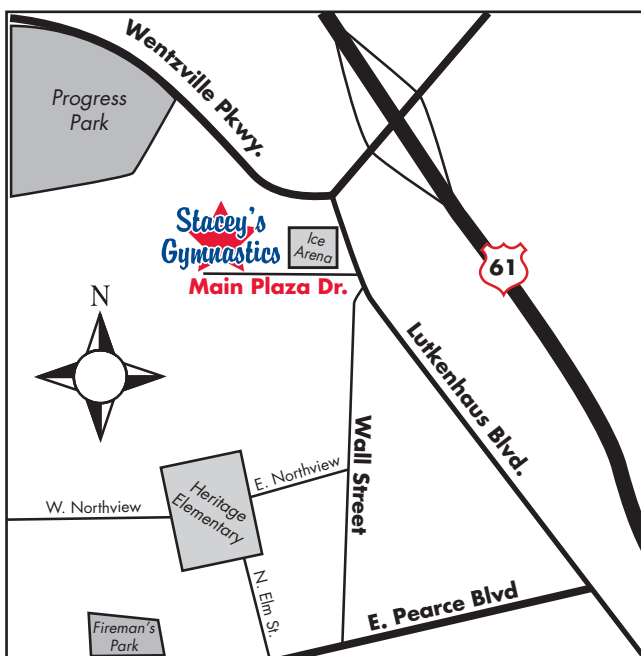 Wentzville Pkwy.
Progress
Park
Stacey's
Gymnastics
Ice
Arena
Main Plaza Dr.
61
N
Lutkenhaus Blvd.
Wall Street
E. Northview
Heritage
Elementary
W. Northview
N. Elm St.
E. Pearce Blvd
Fireman's
Park